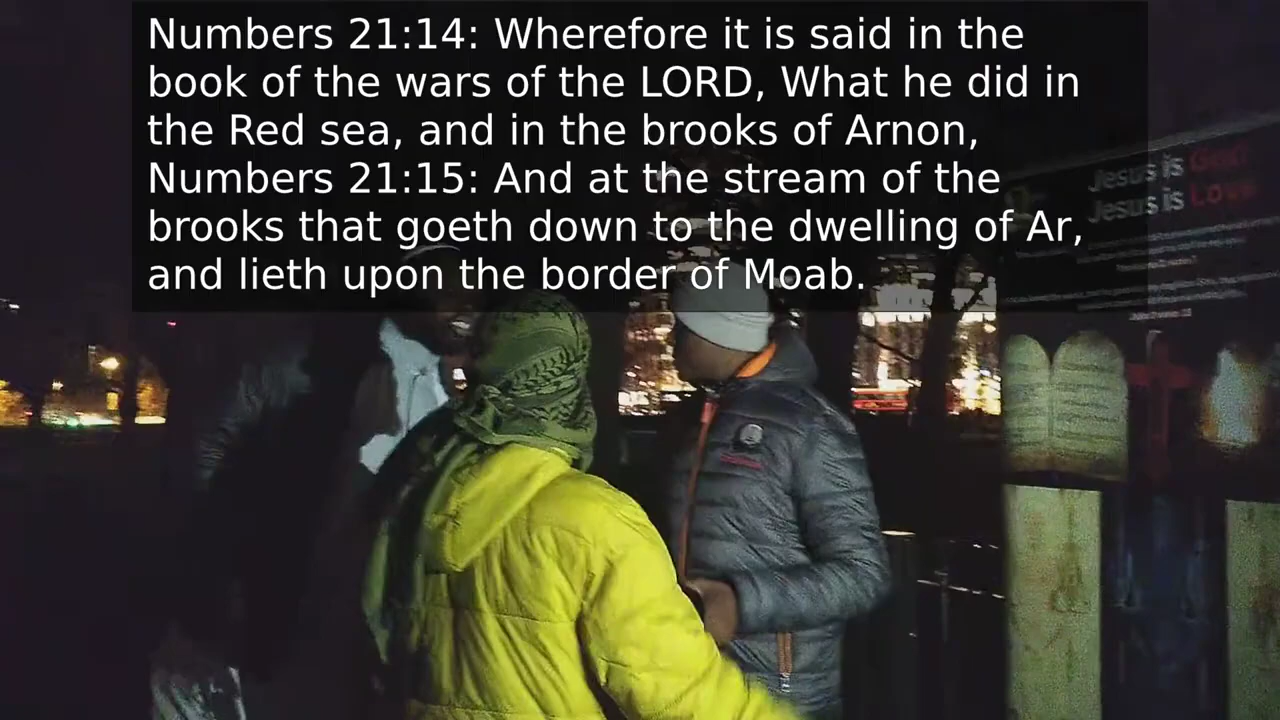 Numbers 21:14: Wherefore it is said in the
book of the wars of the LORD, What he did in
the Red sea, and in the brooks of Arnon,
Numbers 21:15: And at the stream of the
brooks that goeth down to the dwelling of Ar,
and lieth upon the border of Moab.
Jesus is God
Jesus is Love